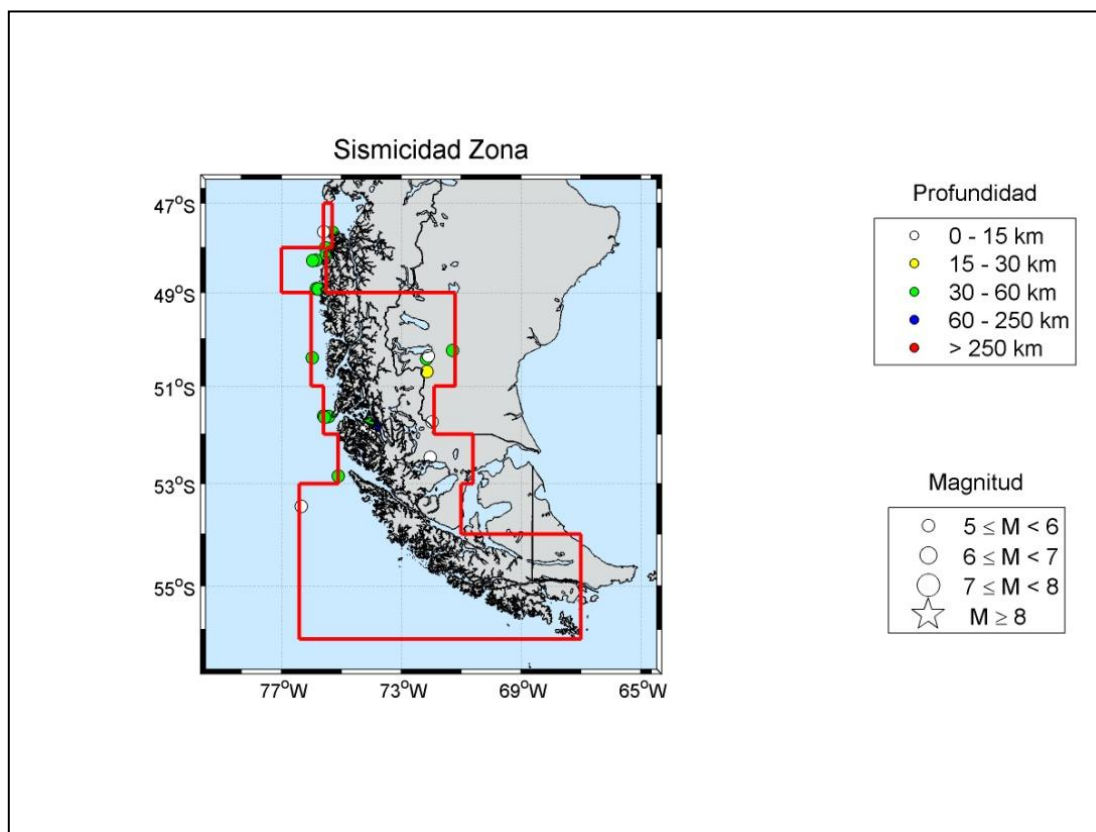 Sismicidad Zona
47°S
49°S
51°S
53°S
55°S
77°W 73°W 69°W 65°W
Profundidad
0 - 15 km
15 - 30 km
30 - 60 km
60 - 250 km
> 250 km
Magnitud
5 ≤ M < 6
6 ≤ M < 7
7 ≤ M < 8
M ≥ 8